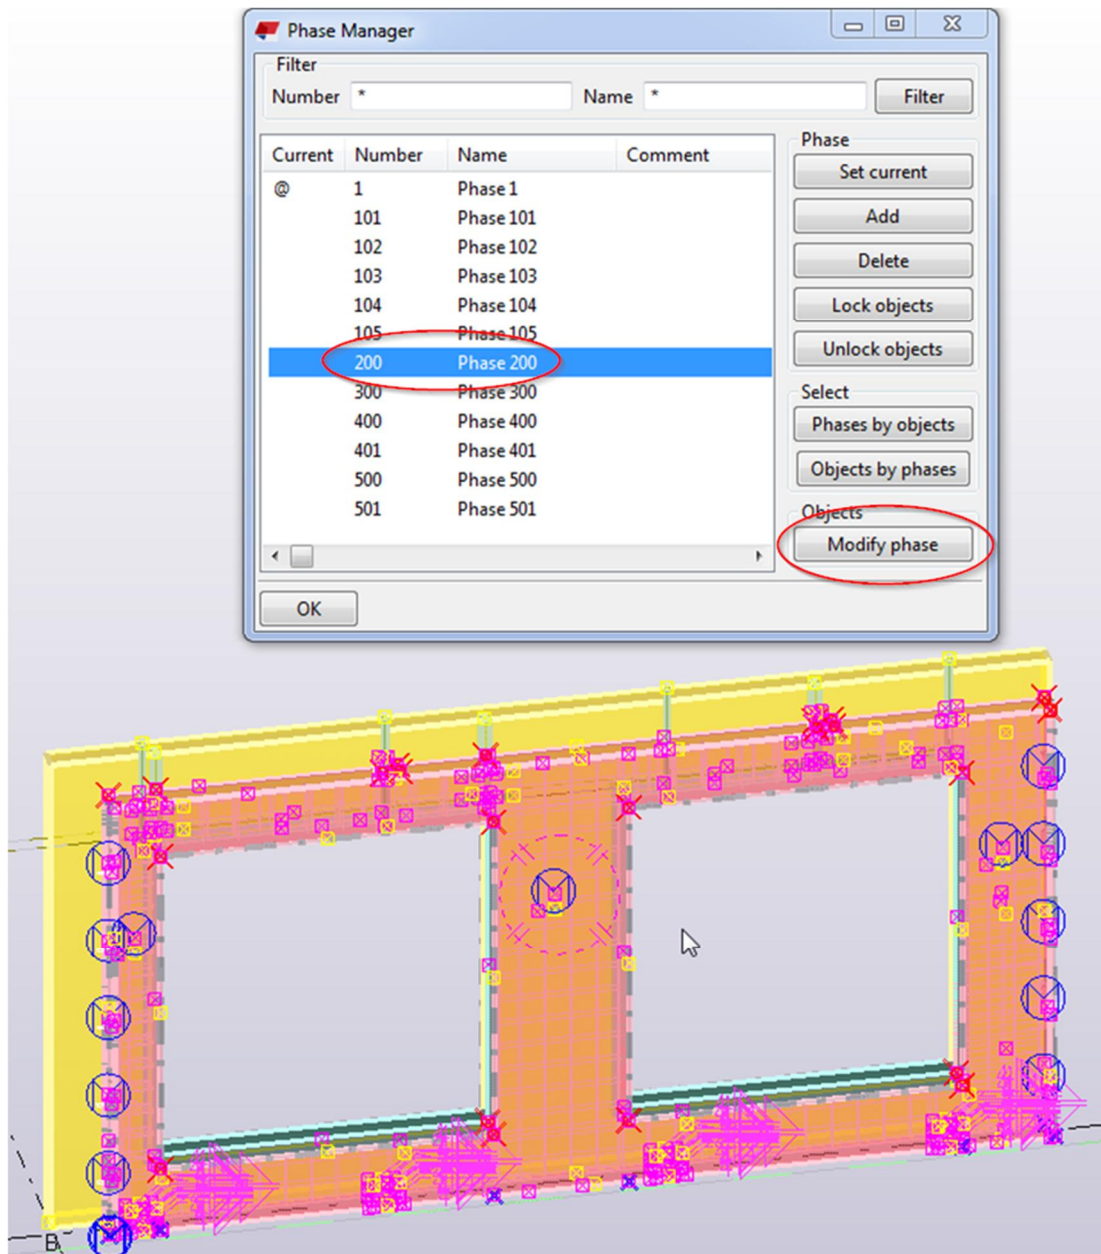 Phase Manager
Filter
Number * Name * Filter
Current Number Name Comment
@ 1 Phase 1
101 Phase 101
102 Phase 102
103 Phase 103
104 Phase 104
105 Phase 105
200 Phase 200
300 Phase 300
400 Phase 400
401 Phase 401
500 Phase 500
501 Phase 501
Phase
Set current
Add
Delete
Lock objects
Unlock objects
Select
Phases by objects
Objects by phases
Objects
Modify phase
OK
B